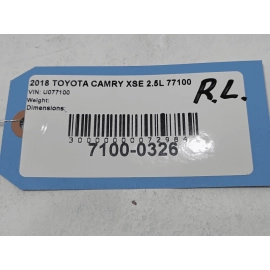 2018 TOYOTA CAMRY XSE 2.5L 77100
VIN: U077100
R.L.
Weight:
Dimensions:
7100-0326